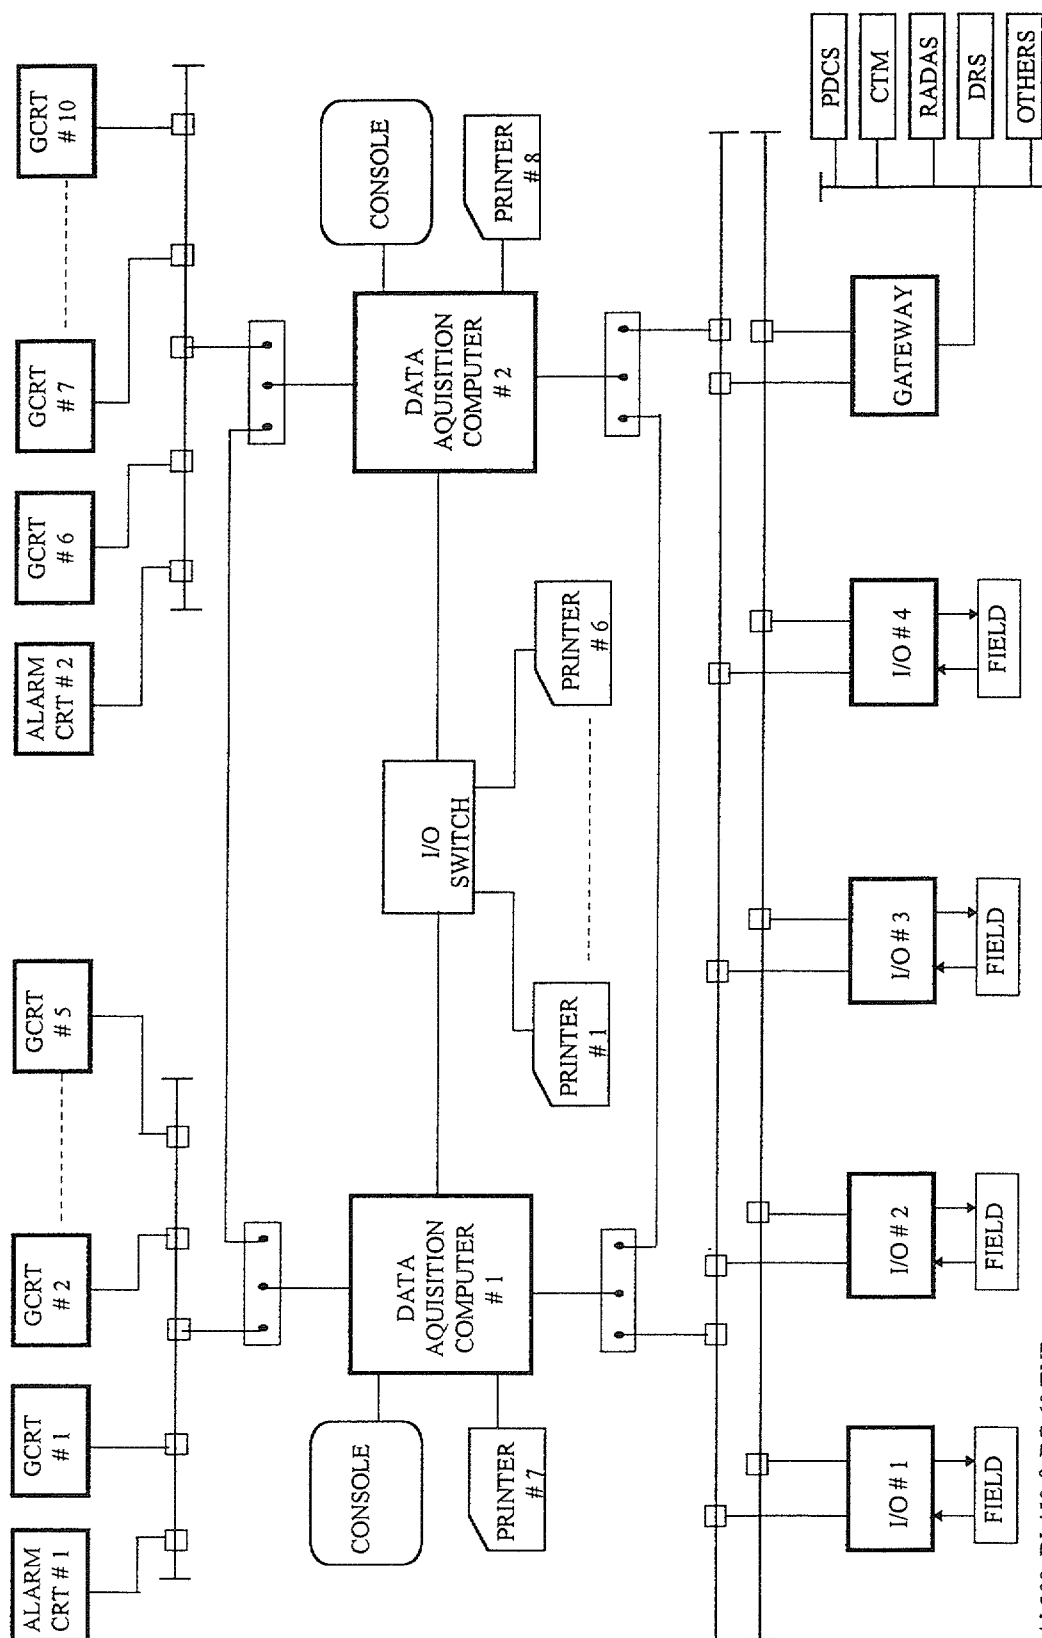 ALARM
CRT # 1
GCRT
# 1
GCRT
# 2
GCRT
# 5
ALARM
CRT # 2
GCRT
# 6
GCRT
# 7
GCRT
# 10
CONSOLE
PRINTER
# 7
DATA
AQUISITION
COMPUTER
# 1
PRINTER
# 1
I/O
SWITCH
PRINTER
# 6
DATA
AQUISITION
COMPUTER
# 2
CONSOLE
PRINTER
# 8
I/O # 1
FIELD
I/O # 2
FIELD
I/O # 3
FIELD
I/O # 4
FIELD
GATEWAY
PDCS
CTM
RADAS
DRS
OTHERS